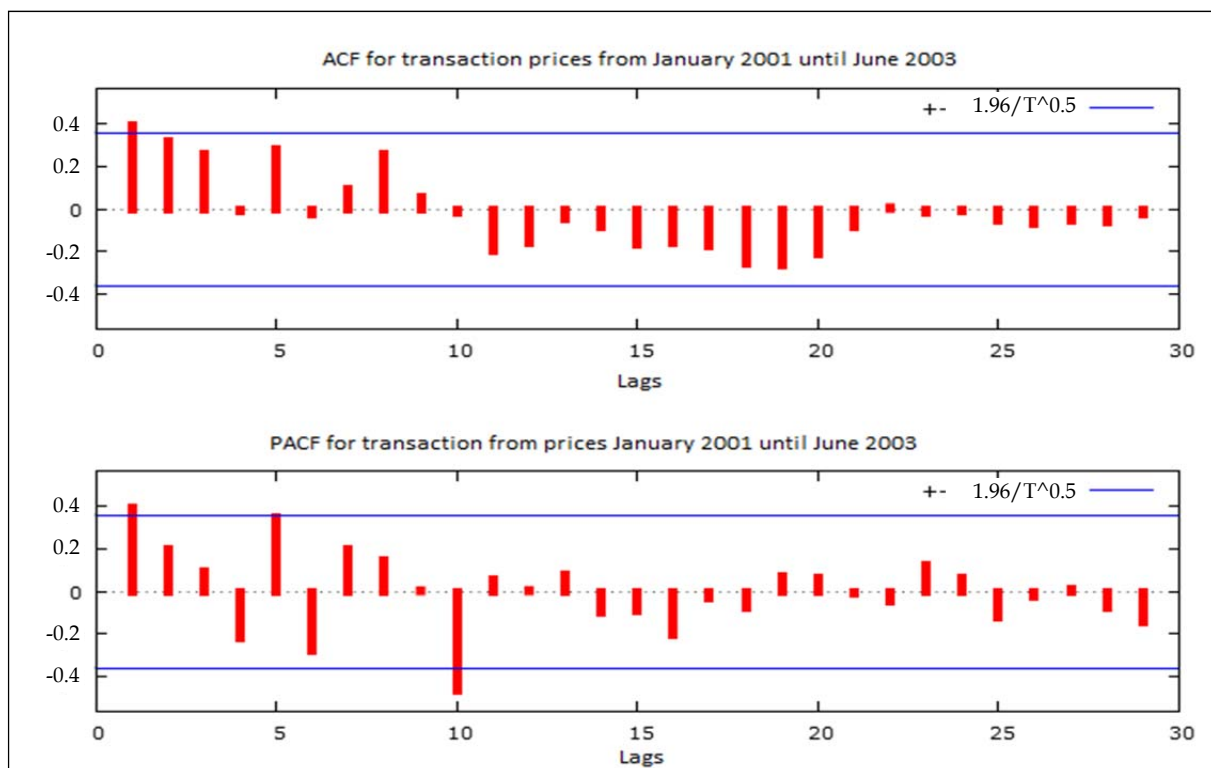 ACF for transaction prices from January 2001 until June 2003
+- 1.96/T^0.5
0.4
0.2
0
-0.2
-0.4
0 5 10 15 20 25 30
Lags
PACF for transaction from prices January 2001 until June 2003
+- 1.96/T^0.5
0.4
0.2
0
-0.2
-0.4
0 5 10 15 20 25 30
Lags